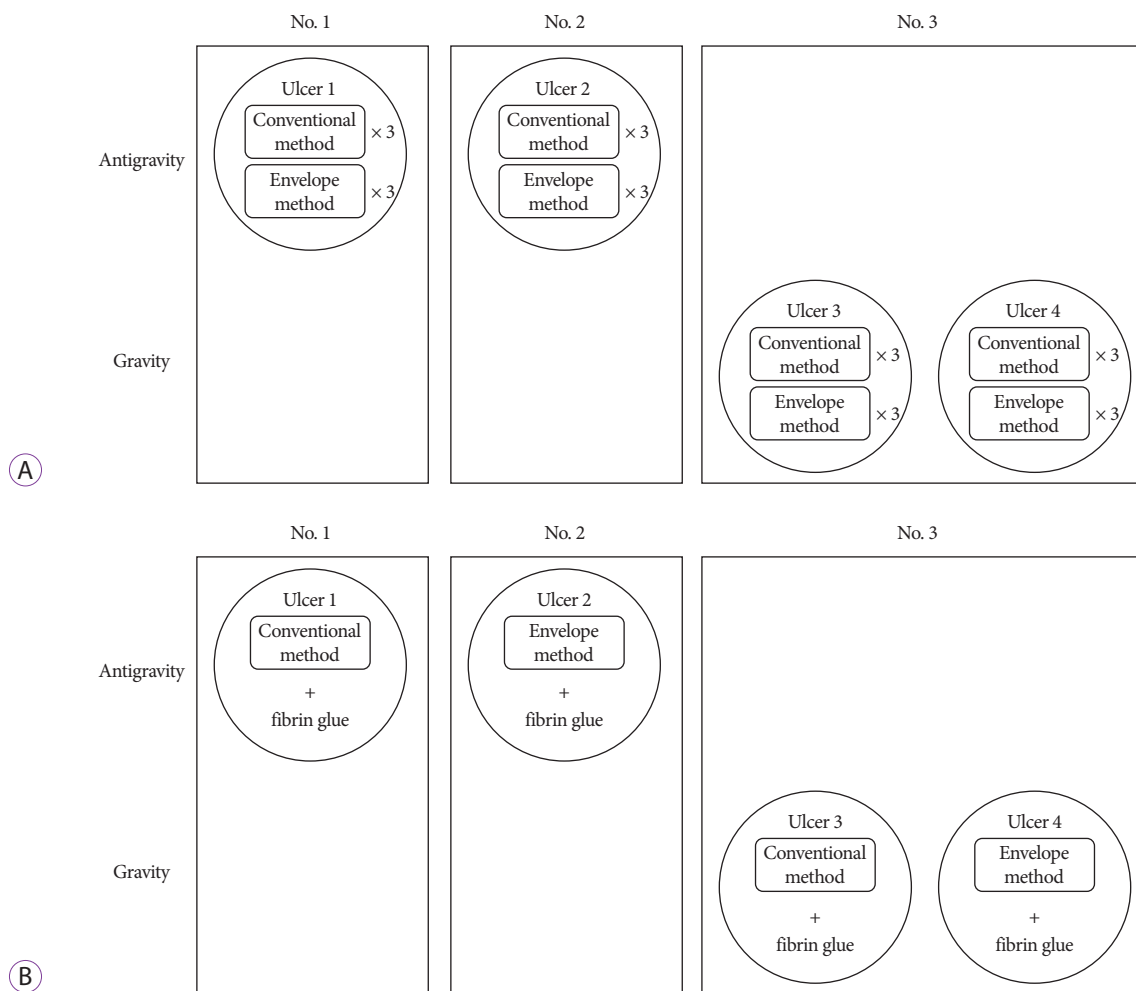 No. 1
No. 2
No. 3
Antigravity
Ulcer 1
Conventional
method
× 3
Envelope
method
× 3
Ulcer 2
Conventional
method
× 3
Envelope
method
× 3
Gravity
Ulcer 3
Conventional
method
× 3
Envelope
method
× 3
Ulcer 4
Conventional
method
× 3
Envelope
method
× 3
A
No. 1
No. 2
No. 3
Antigravity
Ulcer 1
Conventional
method
+
fibrin glue
Ulcer 2
Envelope
method
+
fibrin glue
Gravity
Ulcer 3
Conventional
method
+
fibrin glue
Ulcer 4
Envelope
method
+
fibrin glue
B